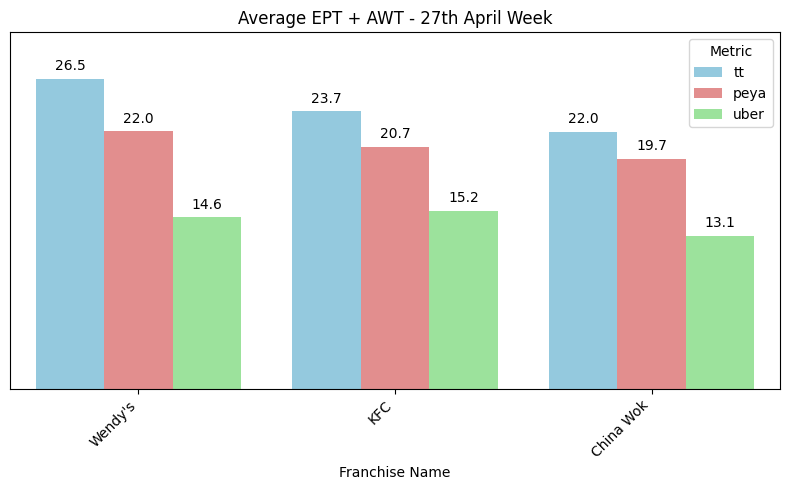 Average EPT + AWT - 27th April Week
Metric
tt
peya
uber
26.5
22.0
14.6
23.7
20.7
15.2
22.0
19.7
13.1
Wendy's
KFC
China Wok
Franchise Name